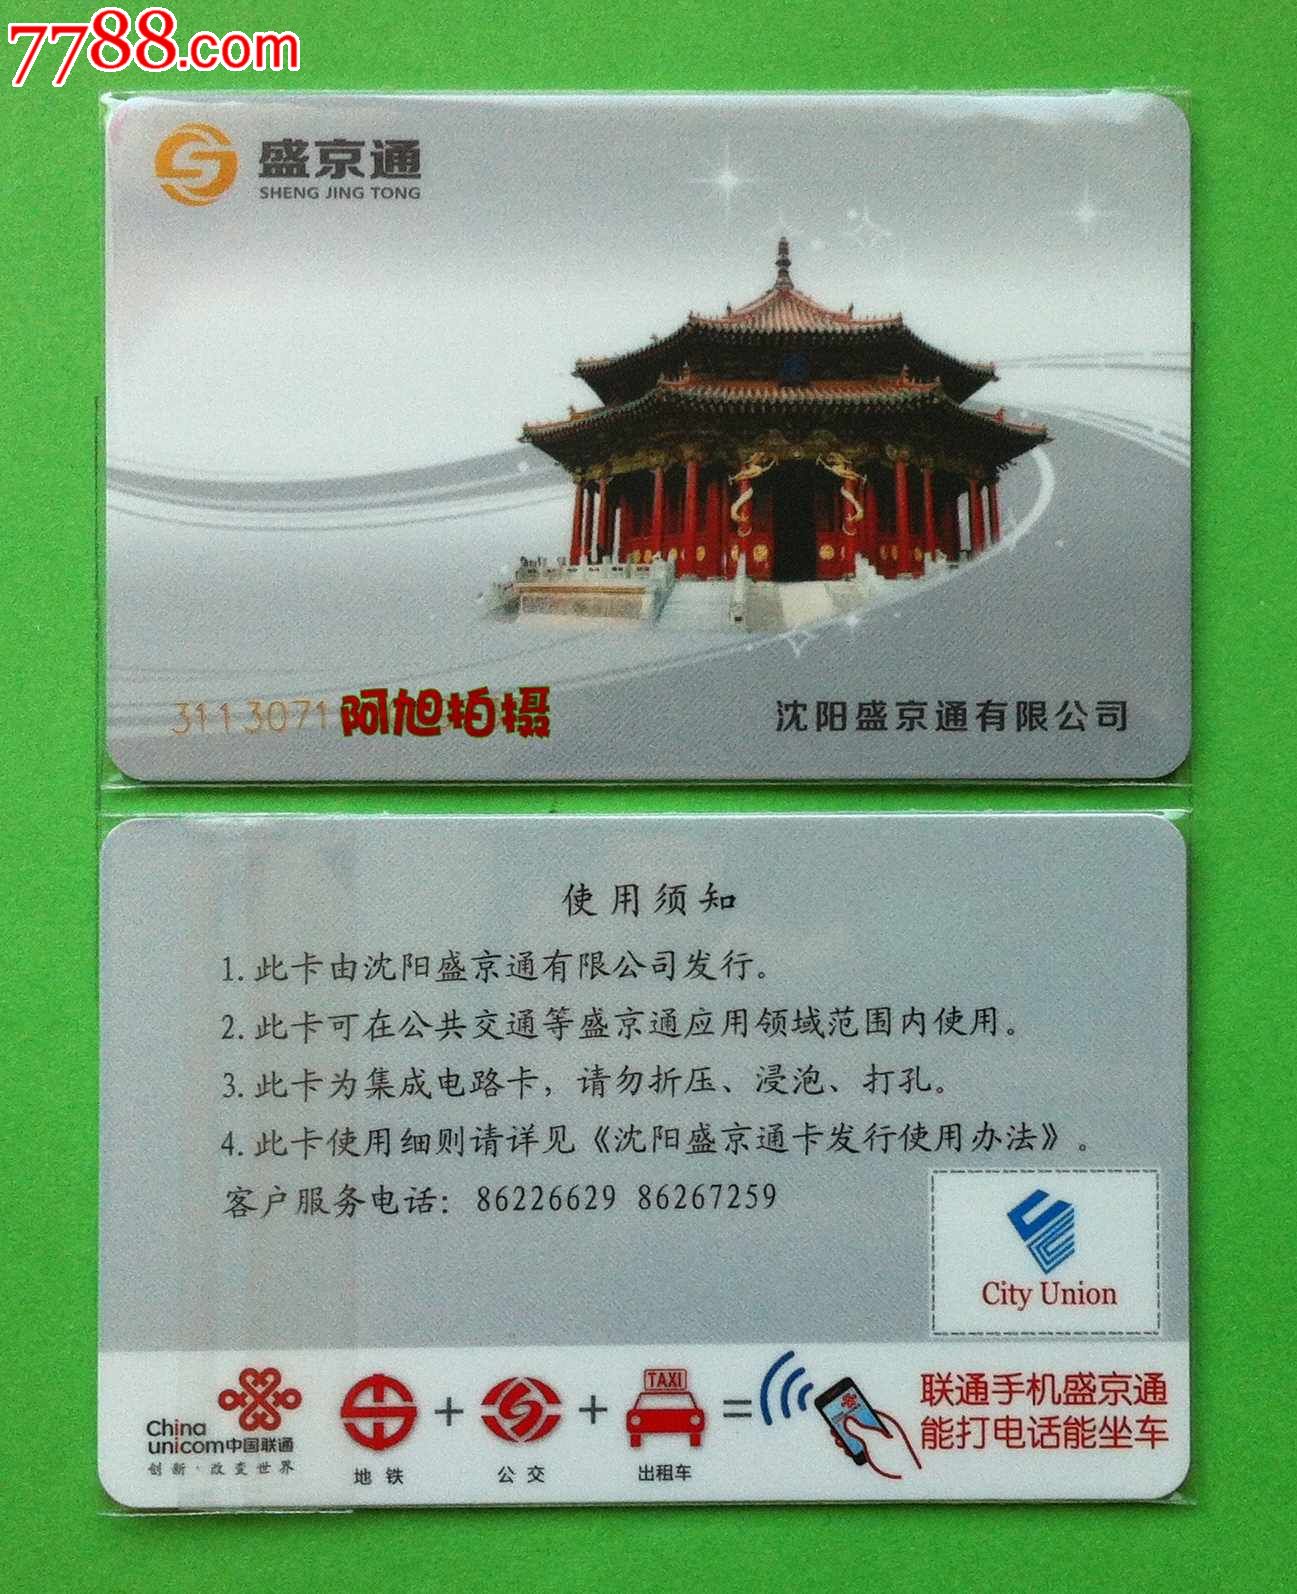 7788.com
盛京通
SHENG JING TONG
3113071
阿旭拍摄
沈阳盛京通有限公司
使用须知
1.此卡由沈阳盛京通有限公司发行。
2.此卡可在公共交通等盛京通应用领域范围内使用。
3.此卡为集成电路卡，请勿折压、浸泡、打孔。
4.此卡使用细则请详见《沈阳盛京通卡发行使用办法》。
客户服务电话：86226629 86267259
City Union
China
unicom中国联通
创新·改变世界
地铁
+
公交
+
TAXI
出租车
=
联通手机盛京通
能打电话能坐车